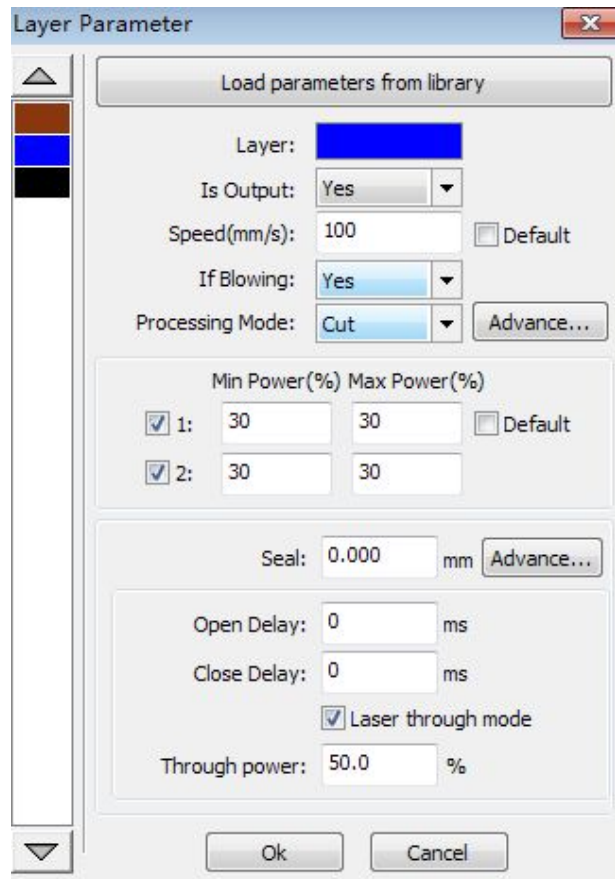 Layer Parameter
Load parameters from library
Layer:
Is Output: Yes
Speed(mm/s): 100 Default
If Blowing: Yes
Processing Mode: Cut Advance...
Min Power(%) Max Power(%)
1: 30 30 Default
2: 30 30
Seal: 0.000 mm Advance...
Open Delay: 0 ms
Close Delay: 0 ms
Laser through mode
Through power: 50.0 %
Ok Cancel